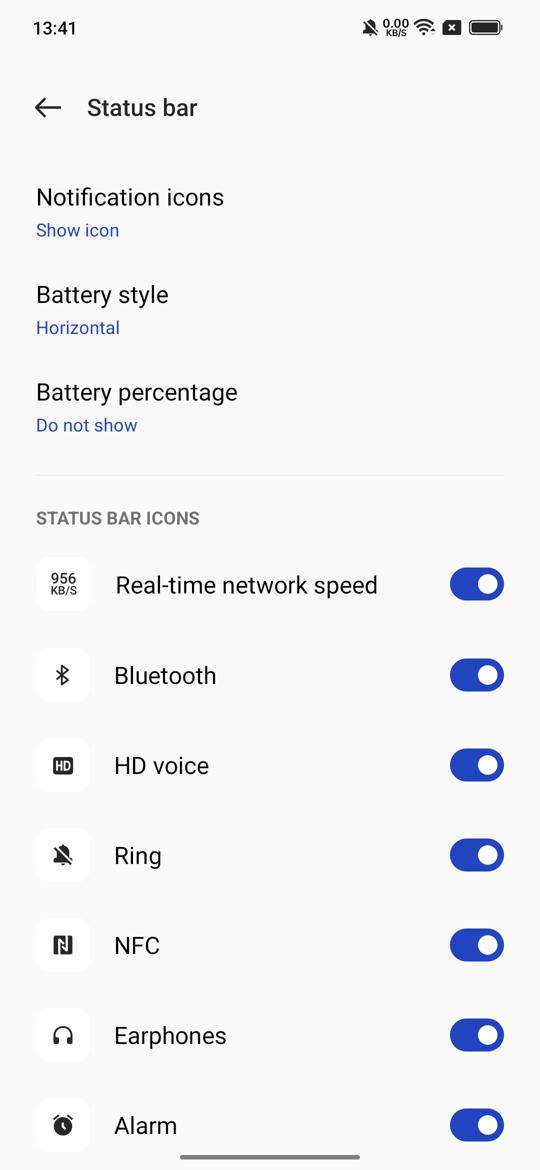 13:41
0.00
KB/S
Status bar
Notification icons
Show icon
Battery style
Horizontal
Battery percentage
Do not show
STATUS BAR ICONS
956
KB/S
Real-time network speed
Bluetooth
HD
HD voice
Ring
NFC
Earphones
Alarm